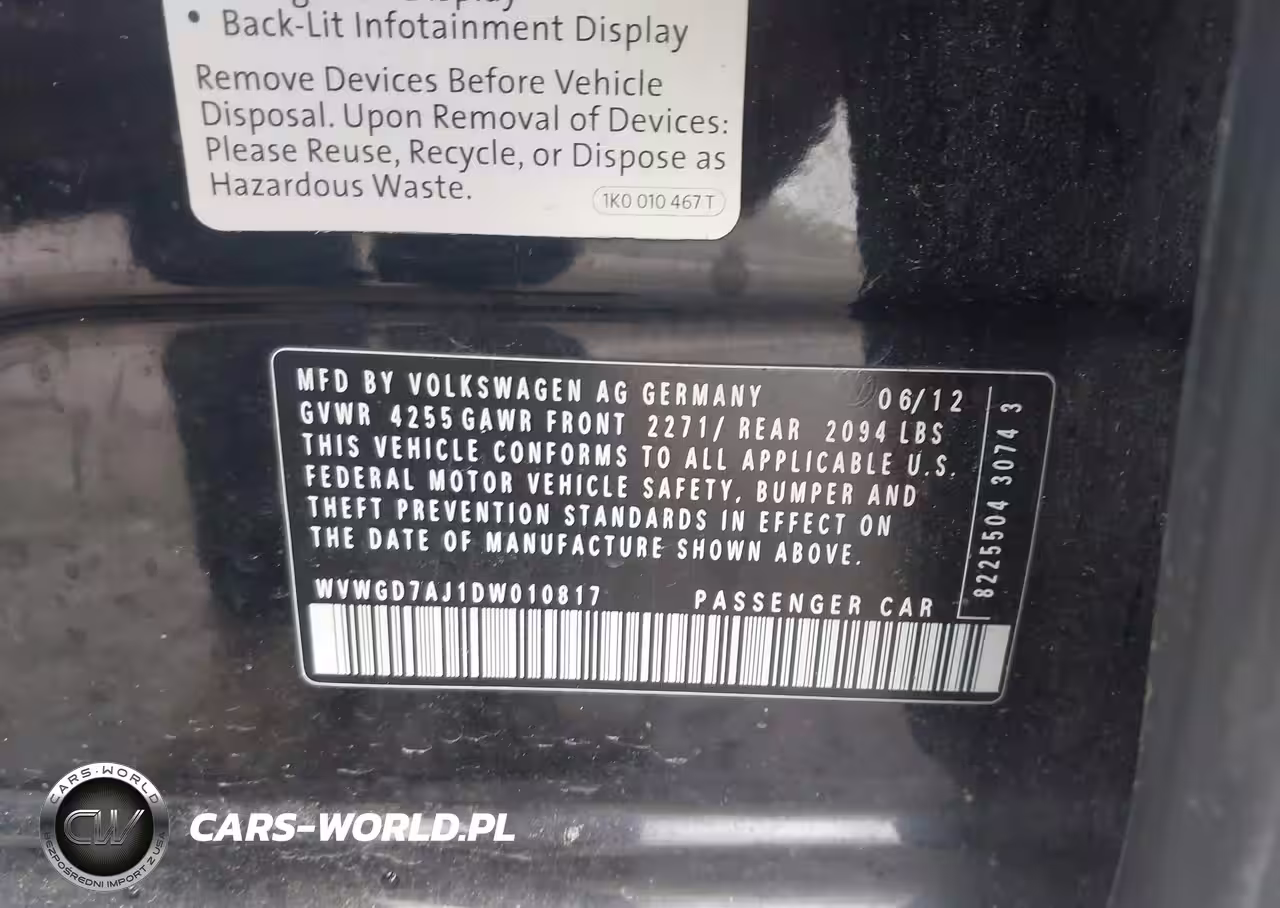 • Back-Lit Infotainment Display
Remove Devices Before Vehicle
Disposal. Upon Removal of Devices:
Please Reuse, Recycle, or Dispose as
Hazardous Waste.
1K0 010 467 T
MFD BY VOLKSWAGEN AG GERMANY 06/12
GVWR 4255 GAWR FRONT 2271/ REAR 2094 LBS
THIS VEHICLE CONFORMS TO ALL APPLICABLE U.S.
FEDERAL MOTOR VEHICLE SAFETY, BUMPER AND
THEFT PREVENTION STANDARDS IN EFFECT ON
THE DATE OF MANUFACTURE SHOWN ABOVE.
WVWGD7AJ1DW010817 PASSENGER CAR
8225504 3074 3
CARS-WORLD
CW
BEZPOŚREDNI IMPORT Z USA
CARS-WORLD.PL